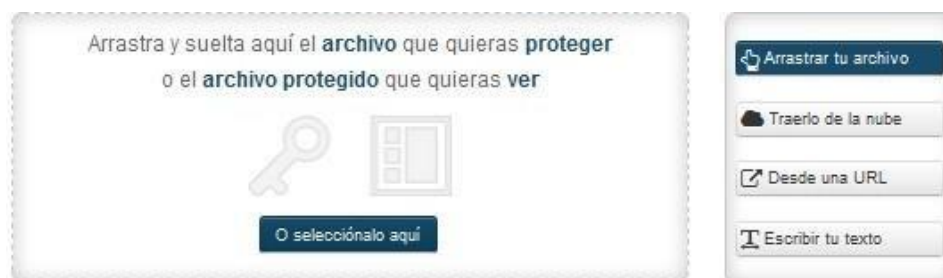 Arrastra y suelta aquí el archivo que quieras proteger
o el archivo protegido que quieras ver
O selecciónalo aquí
Arrastrar tu archivo
Traerlo de la nube
Desde una URL
Escribir tu texto